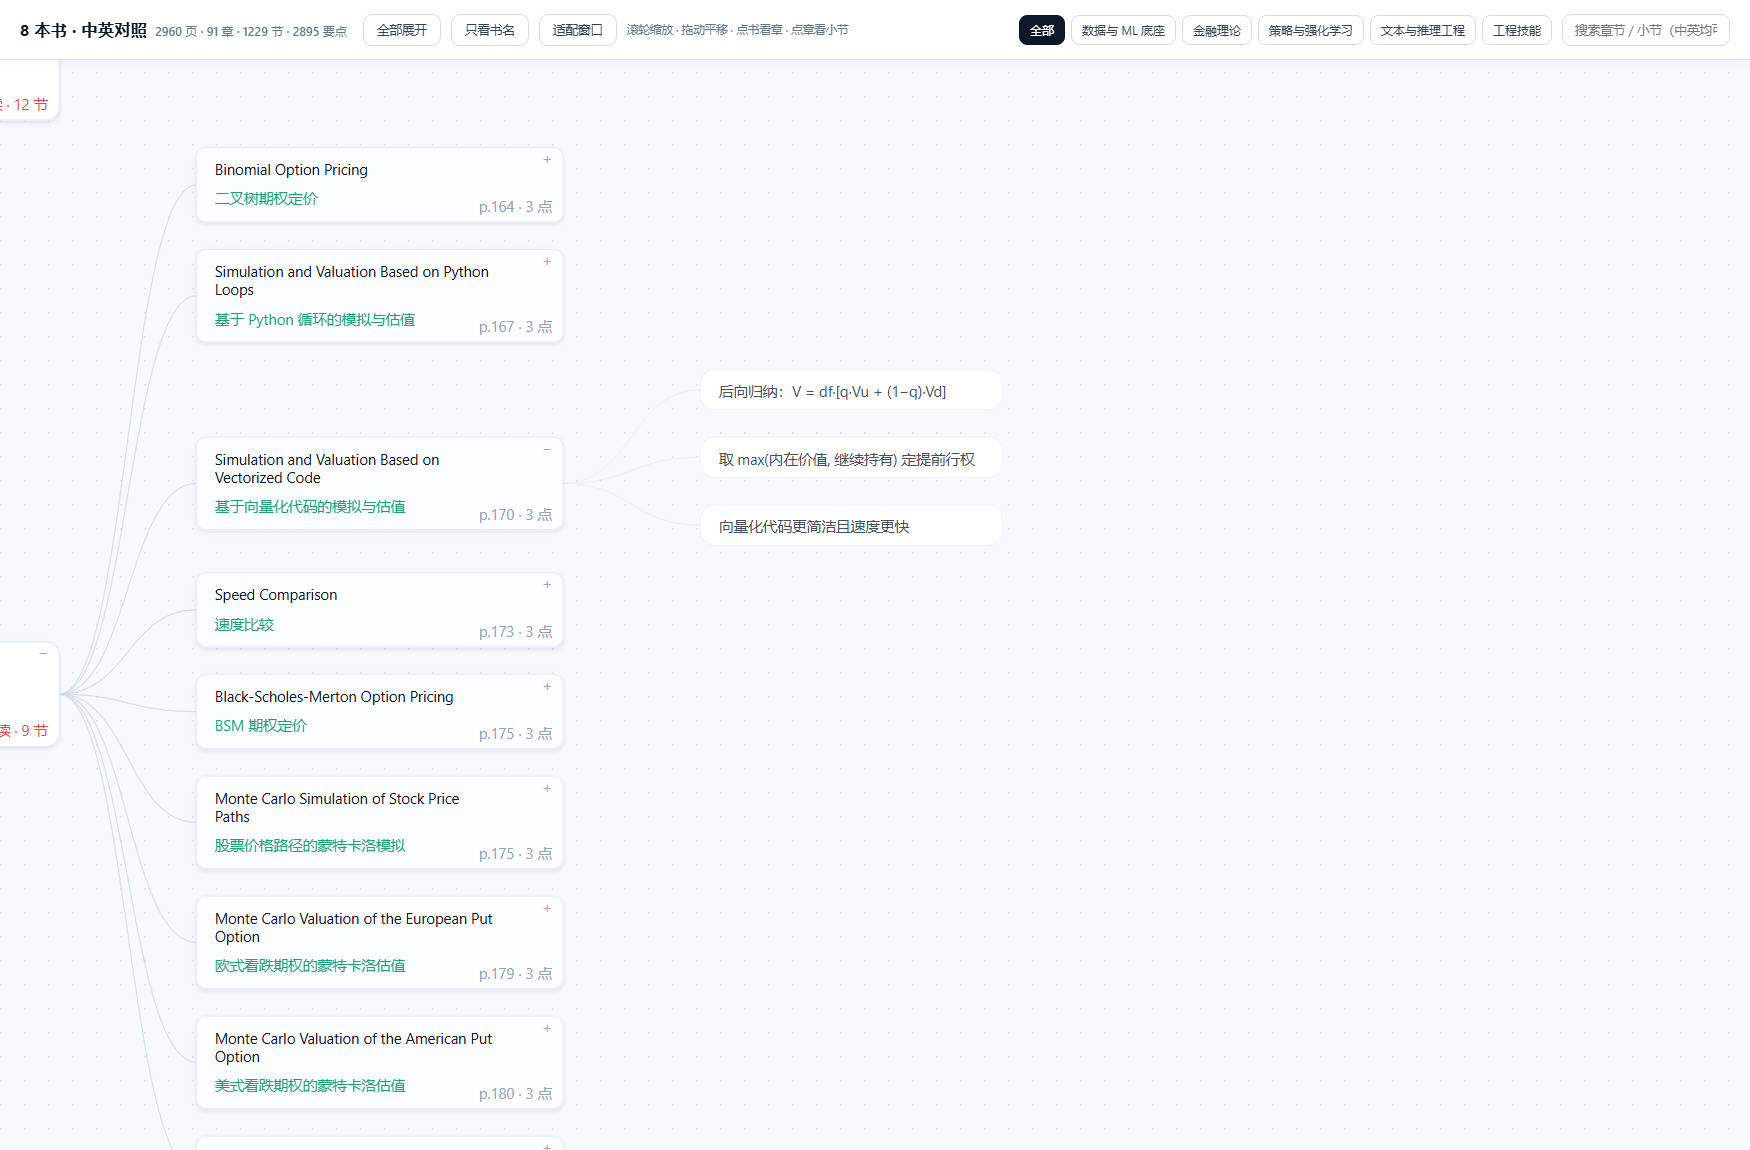 8 本书 · 中英对照
2960 页 · 91 章 · 1229 节 · 2895 要点
全部展开
只看书名
适配窗口
滚轮缩放 · 拖动平移 · 点书看章 · 点章看小节
全部
数据与 ML 底座
金融理论
策略与强化学习
文本与推理工程
工程技能
搜索章节 / 小节（中英均
· 12 节
Binomial Option Pricing
+
二叉树期权定价
p.164 · 3 点
Simulation and Valuation Based on Python
Loops
+
基于 Python 循环的模拟与估值
p.167 · 3 点
后向归纳：V = df·[q·Vu + (1−q)·Vd]
Simulation and Valuation Based on
Vectorized Code
−
基于向量化代码的模拟与估值
p.170 · 3 点
取 max(内在价值, 继续持有) 定提前行权
向量化代码更简洁且速度更快
Speed Comparison
+
速度比较
p.173 · 3 点
−
读 · 9 节
Black-Scholes-Merton Option Pricing
+
BSM 期权定价
p.175 · 3 点
Monte Carlo Simulation of Stock Price
Paths
+
股票价格路径的蒙特卡洛模拟
p.175 · 3 点
Monte Carlo Valuation of the European Put
Option
+
欧式看跌期权的蒙特卡洛估值
p.179 · 3 点
Monte Carlo Valuation of the American Put
Option
+
美式看跌期权的蒙特卡洛估值
p.180 · 3 点
+